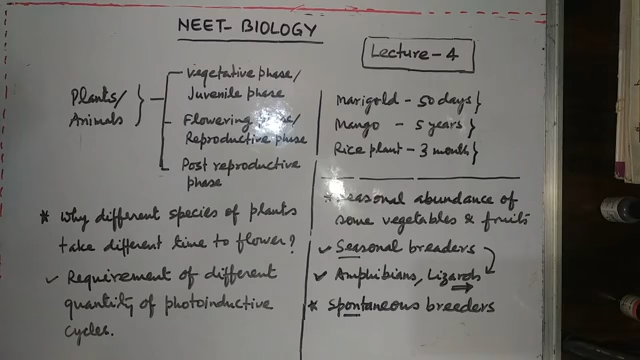 NEET- BIOLOGY
Lecture-4
Plants/
Animals
vegetative phase/
Juvenile phase
Flowering phase/
Reproductive phase
Post reproductive
phase
* Why different species of plants
take different time to flower?
✓ Requirement of different
quantity of photoinductive
cycles.
Marigold - 50 days}
Mango - 5 years}
Rice plant - 3 month}
* Seasonal abundance of
some vegetables & fruits
✓ Seasonal breaders
✓ Amphibians, Lizards
* Spontaneous breeders